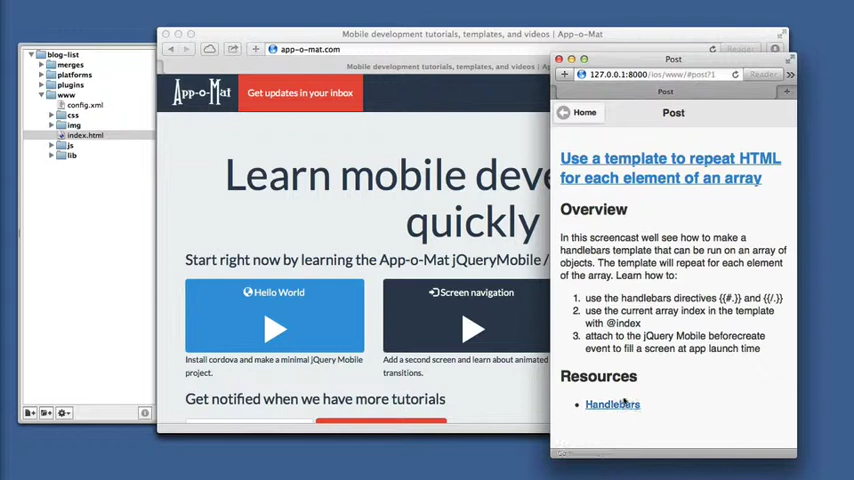 blog-list
merges
platforms
plugins
www
config.xml
css
img
index.html
js
lib
Mobile development tutorials, templates, and videos | App-o-Mat
app-o-mat.com
Reader
Mobile development tutorials, templates, and videos | A
App-o-Mat
Get updates in your inbox
Learn mobile deve
quickly
Start right now by learning the App-o-Mat jQueryMobile /
Hello World
Screen navigation
Install cordova and make a minimal jQuery Mobile
project.
Add a second screen and learn about animated
transitions.
Get notified when we have more tutorials
Post
127.0.0.1:8000/ios/www/#post?1
Reader
Post
Home
Post
Use a template to repeat HTML
for each element of an array
Overview
In this screencast well see how to make a
handlebars template that can be run on an array of
objects. The template will repeat for each element
of the array. Learn how to:
1. use the handlebars directives {{#.}} and {{/.}}
2. use the current array index in the template
with @index
3. attach to the jQuery Mobile beforecreate
event to fill a screen at app launch time
Resources
• Handlebars